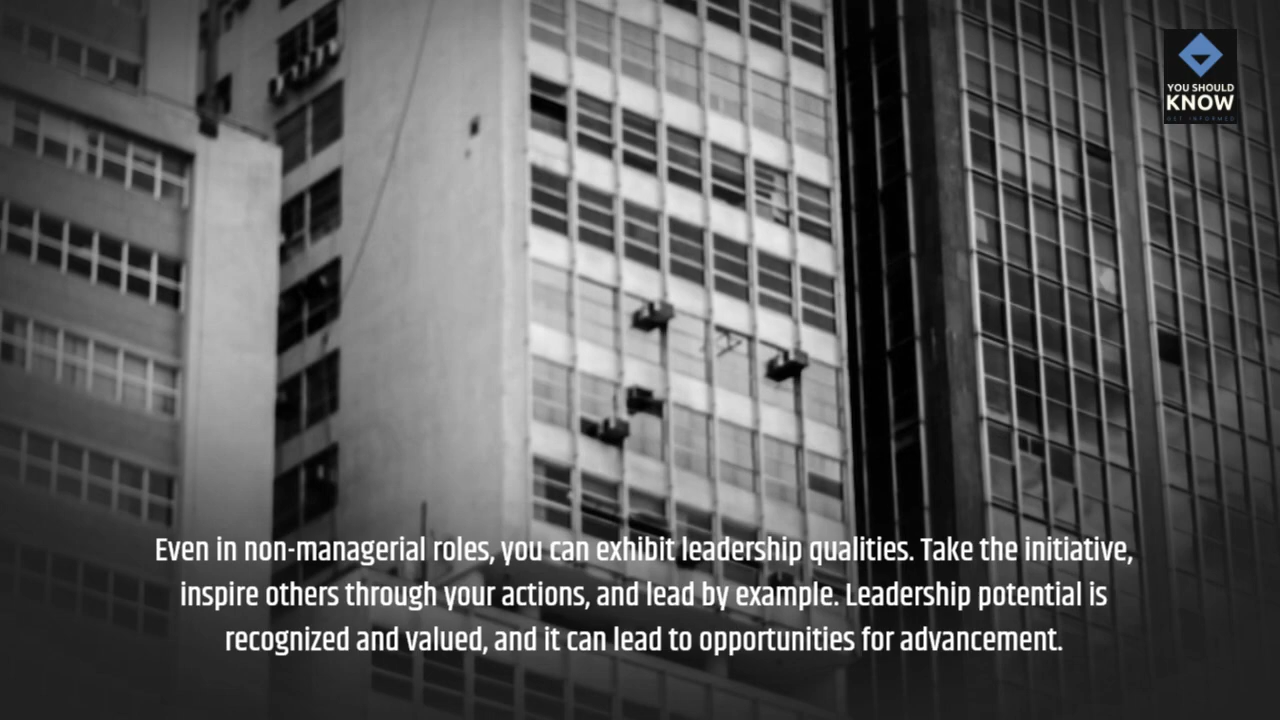 YOU SHOULD
KNOW
GET INFORMED
Even in non-managerial roles, you can exhibit leadership qualities. Take the initiative,
inspire others through your actions, and lead by example. Leadership potential is
recognized and valued, and it can lead to opportunities for advancement.